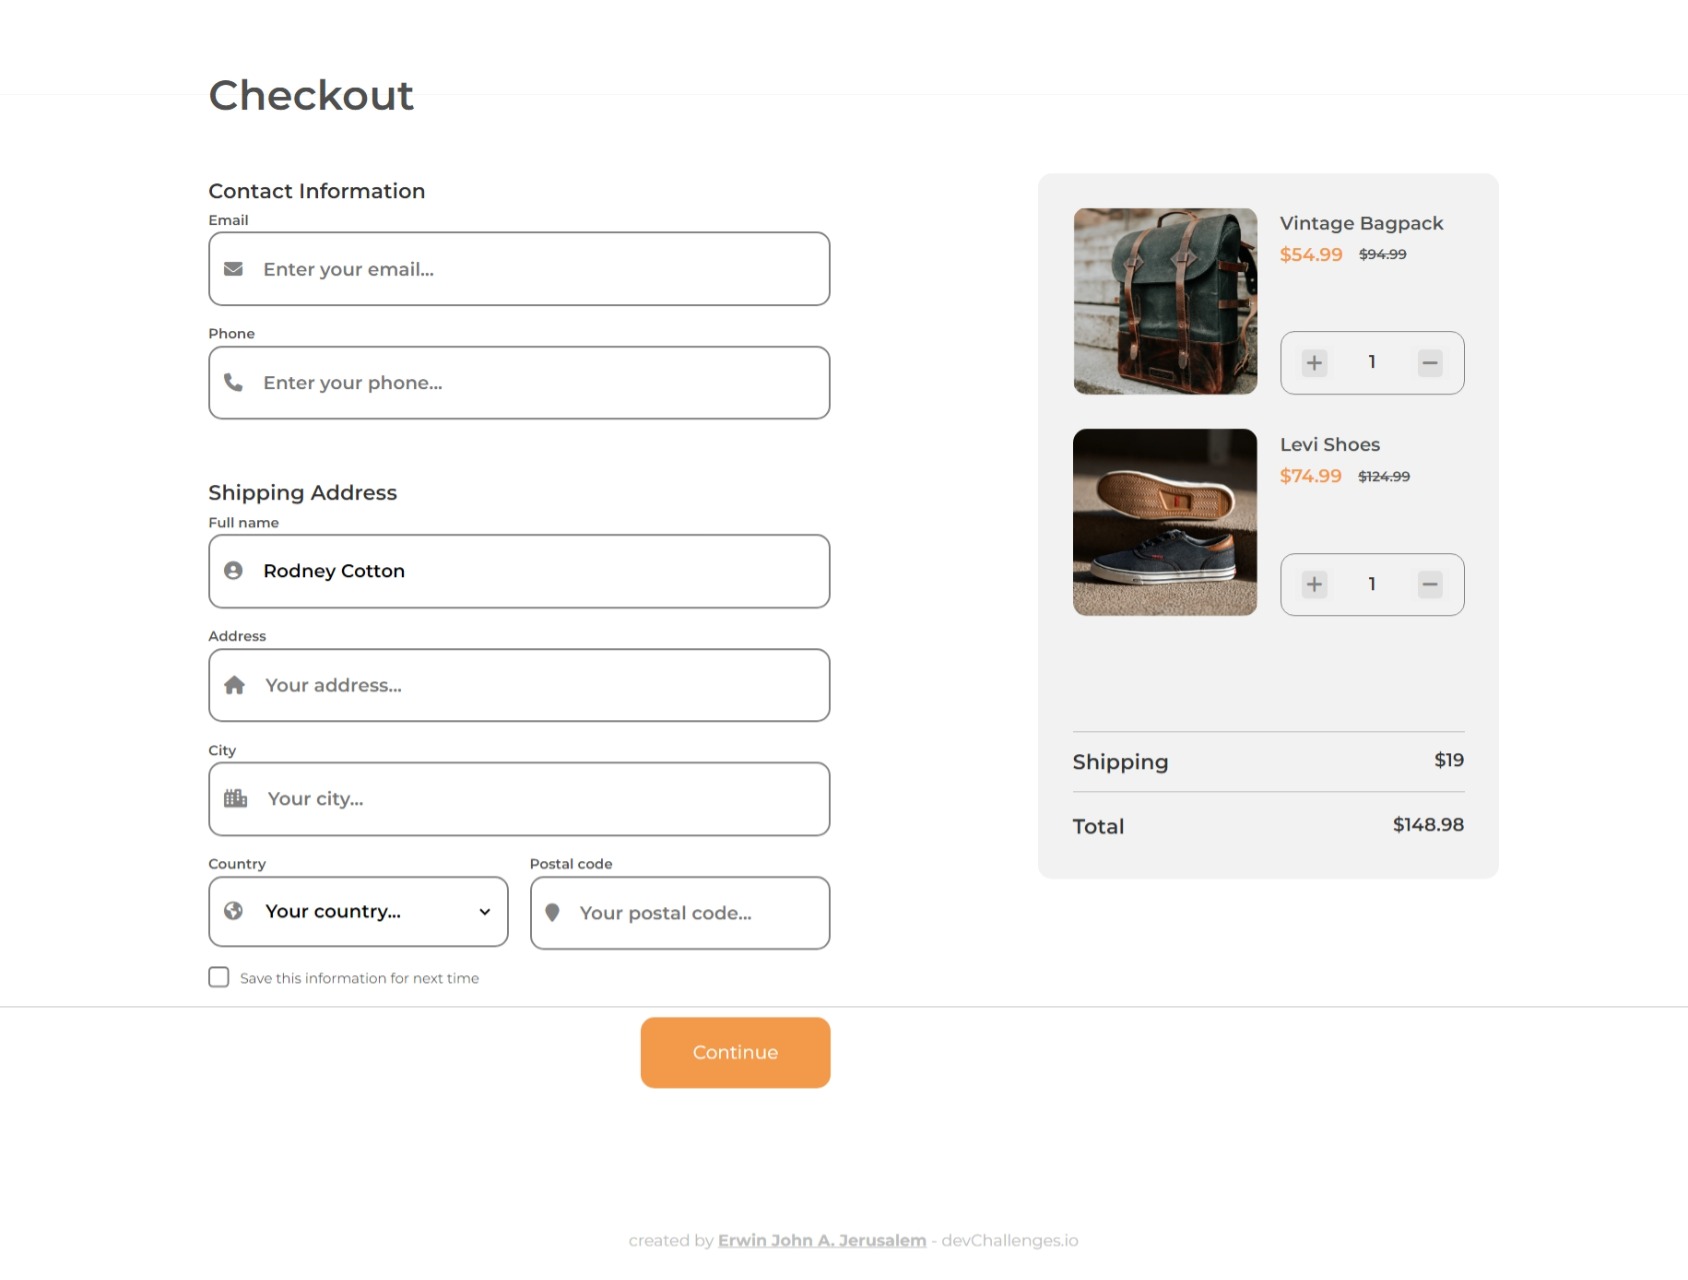 Checkout
Contact Information
Email
Enter your email...
Phone
Enter your phone...
Shipping Address
Full name
Rodney Cotton
Address
Your address...
City
Your city...
Country
Postal code
Your country...
Your postal code...
Save this information for next time
Continue
Vintage Bagpack
$54.99 $94.99
+ 1 −
Levi Shoes
$74.99 $124.99
+ 1 −
Shipping $19
Total $148.98
created by Erwin John A. Jerusalem - devChallenges.io